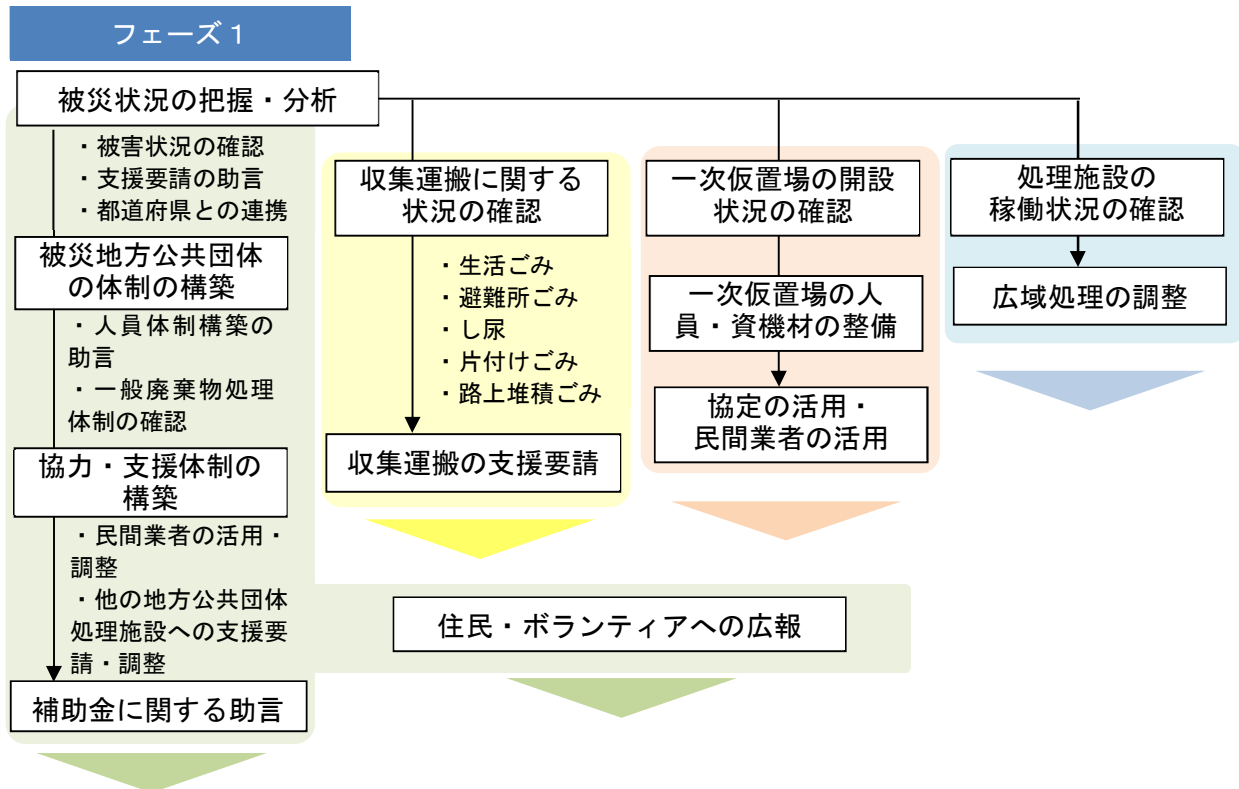 フェーズ１
被災状況の把握・分析
・被害状況の確認
・支援要請の助言
・都道府県との連携
被災地方公共団体
の体制の構築
・人員体制構築の
助言
・一般廃棄物処理
体制の確認
協力・支援体制の
構築
・民間業者の活用・
調整
・他の地方公共団体
処理施設への支援要
請・調整
補助金に関する助言
収集運搬に関する
状況の確認
・生活ごみ
・避難所ごみ
・し尿
・片付けごみ
・路上堆積ごみ
収集運搬の支援要請
一次仮置場の開設
状況の確認
一次仮置場の人
員・資機材の整備
協定の活用・
民間業者の活用
処理施設の
稼働状況の確認
広域処理の調整
住民・ボランティアへの広報